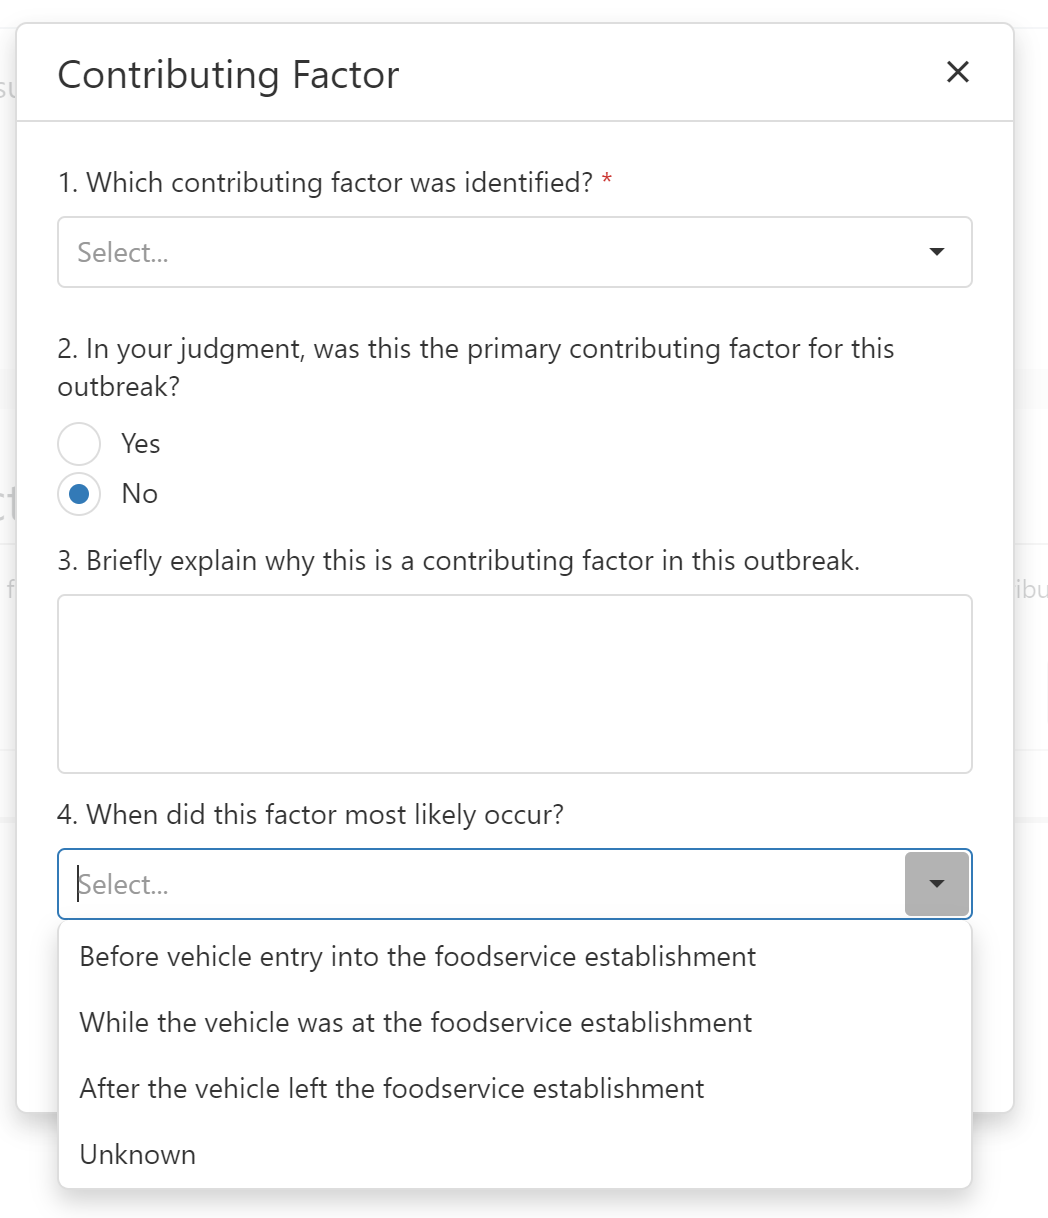 Contributing Factor
1. Which contributing factor was identified? *
Select...
2. In your judgment, was this the primary contributing factor for this
outbreak?
Yes
No
3. Briefly explain why this is a contributing factor in this outbreak.
4. When did this factor most likely occur?
Select...
Before vehicle entry into the foodservice establishment
While the vehicle was at the foodservice establishment
After the vehicle left the foodservice establishment
Unknown